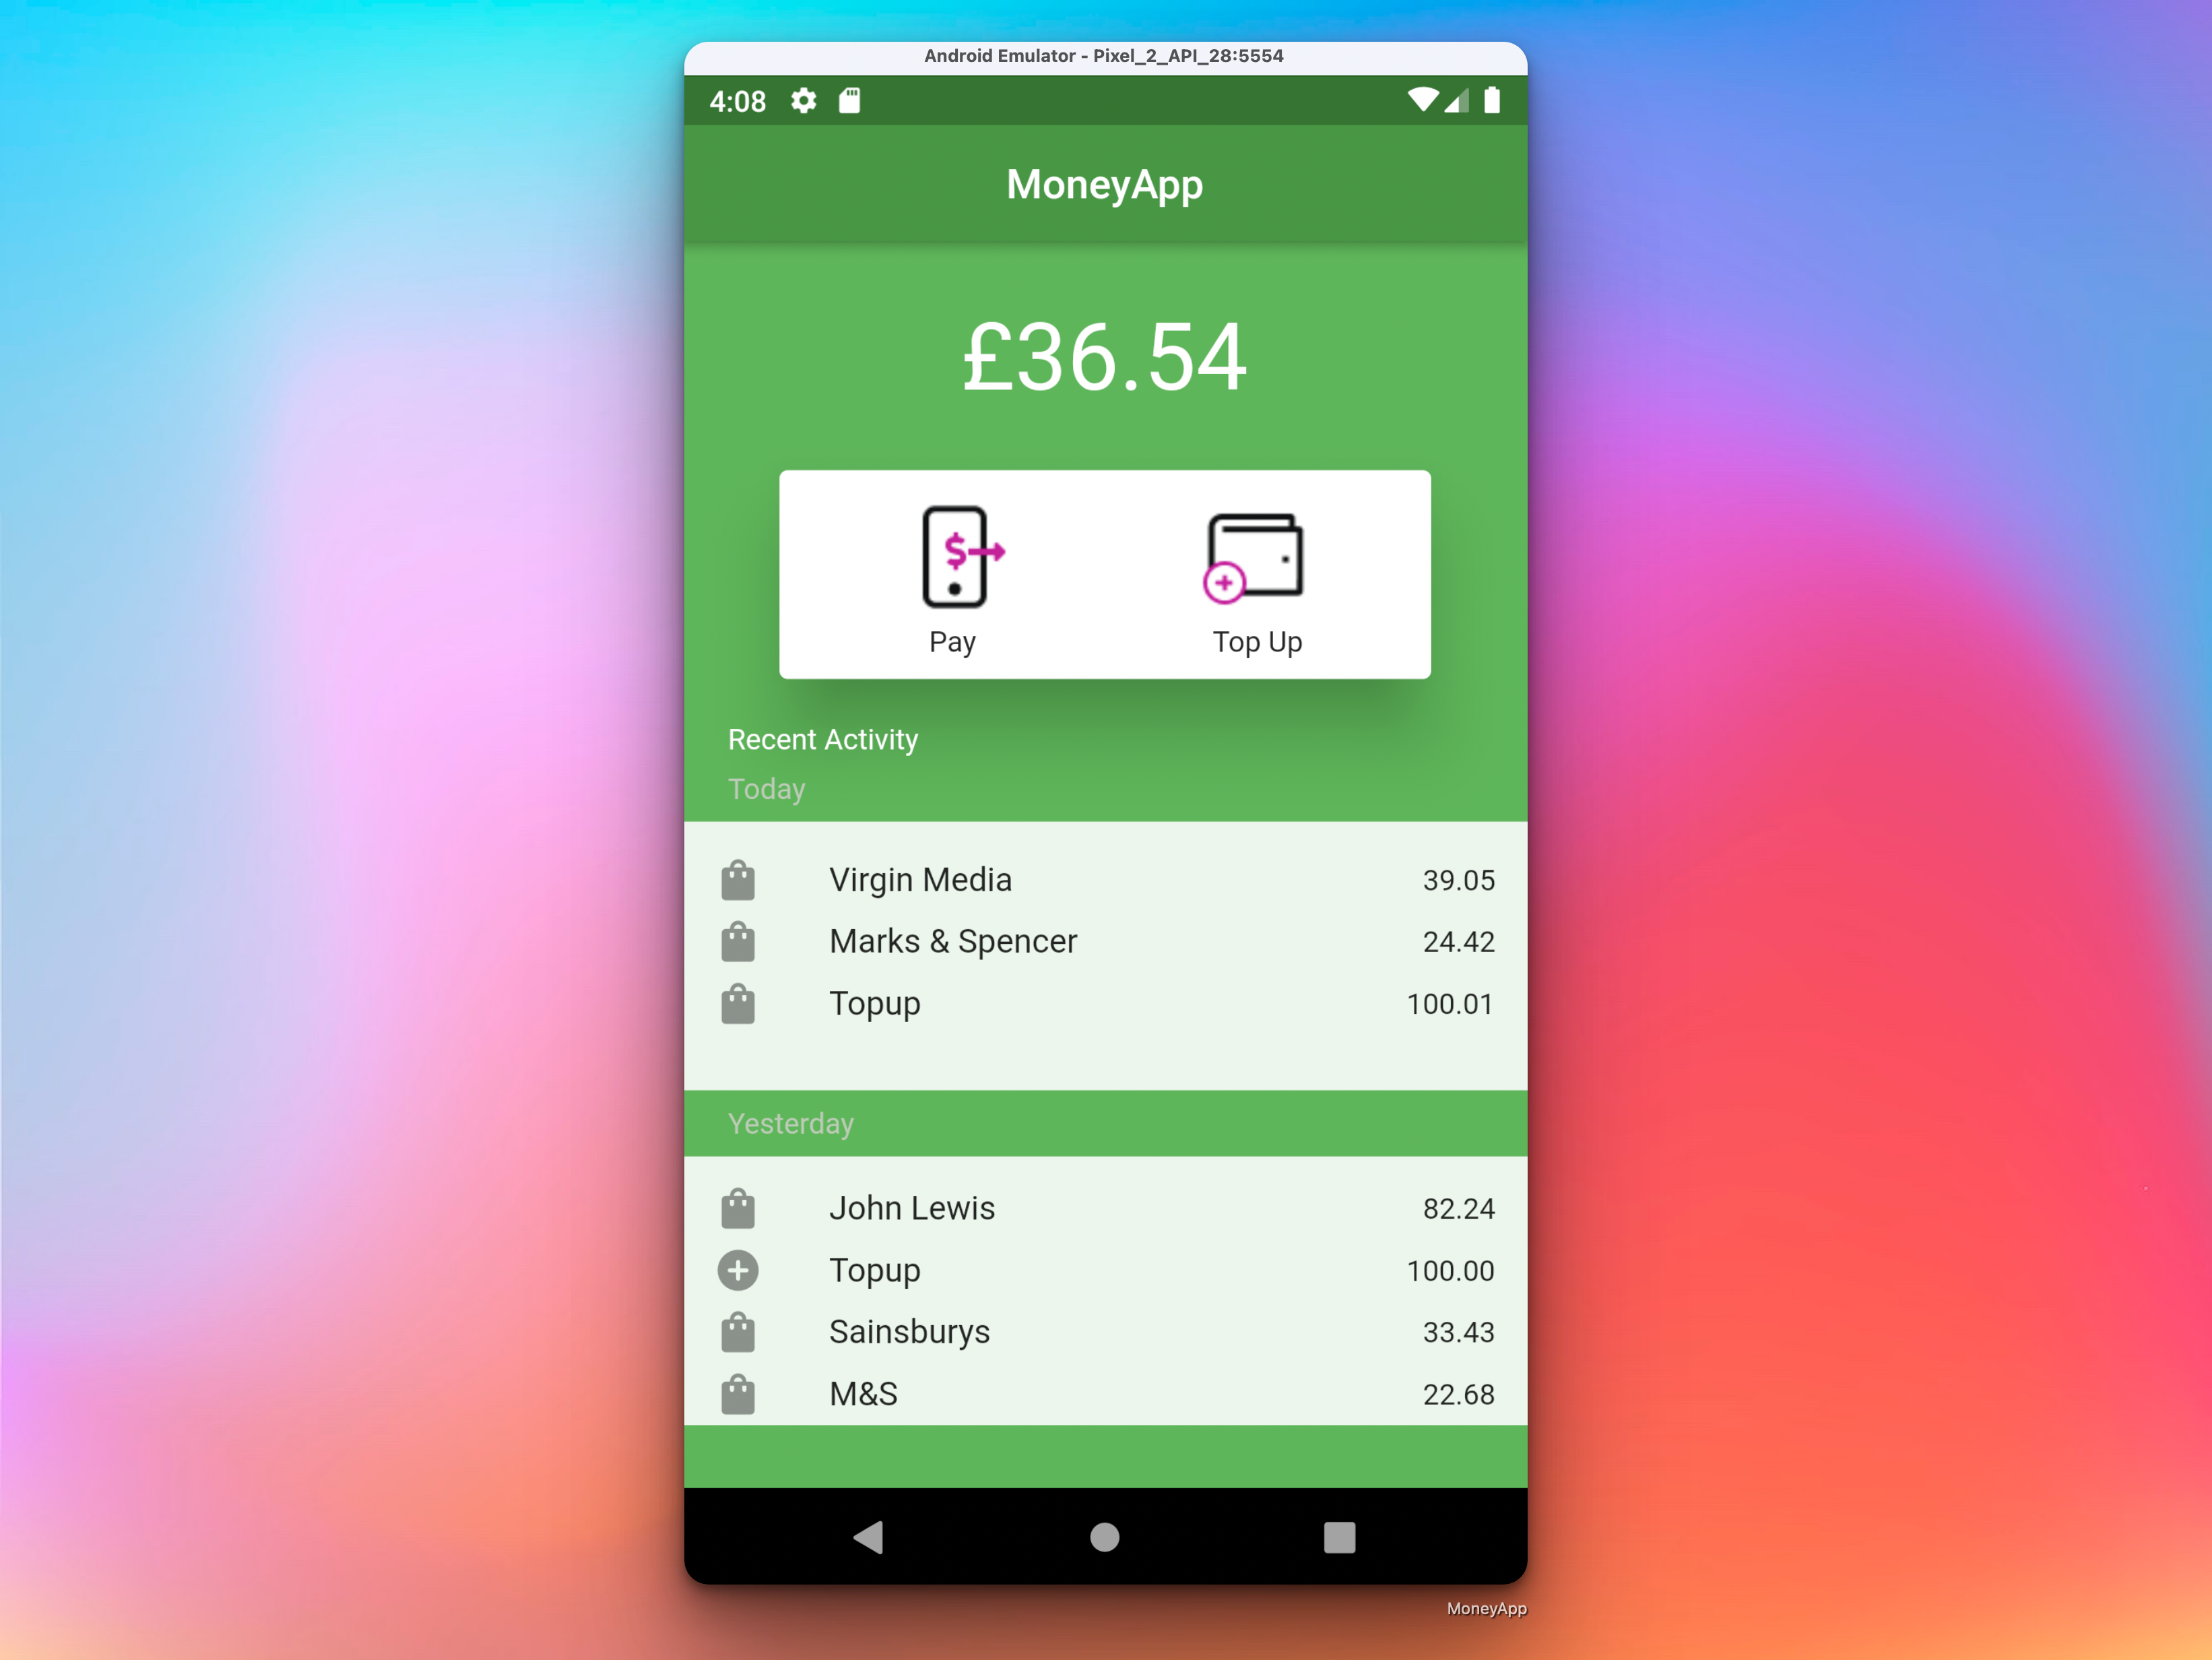 Android Emulator - Pixel_2_API_28:5554
4:08
MoneyApp
£36.54
$
Pay
Top Up
Recent Activity
Today
Virgin Media 39.05
Marks & Spencer 24.42
Topup 100.01
Yesterday
John Lewis 82.24
Topup 100.00
Sainsburys 33.43
M&S 22.68
MoneyApp